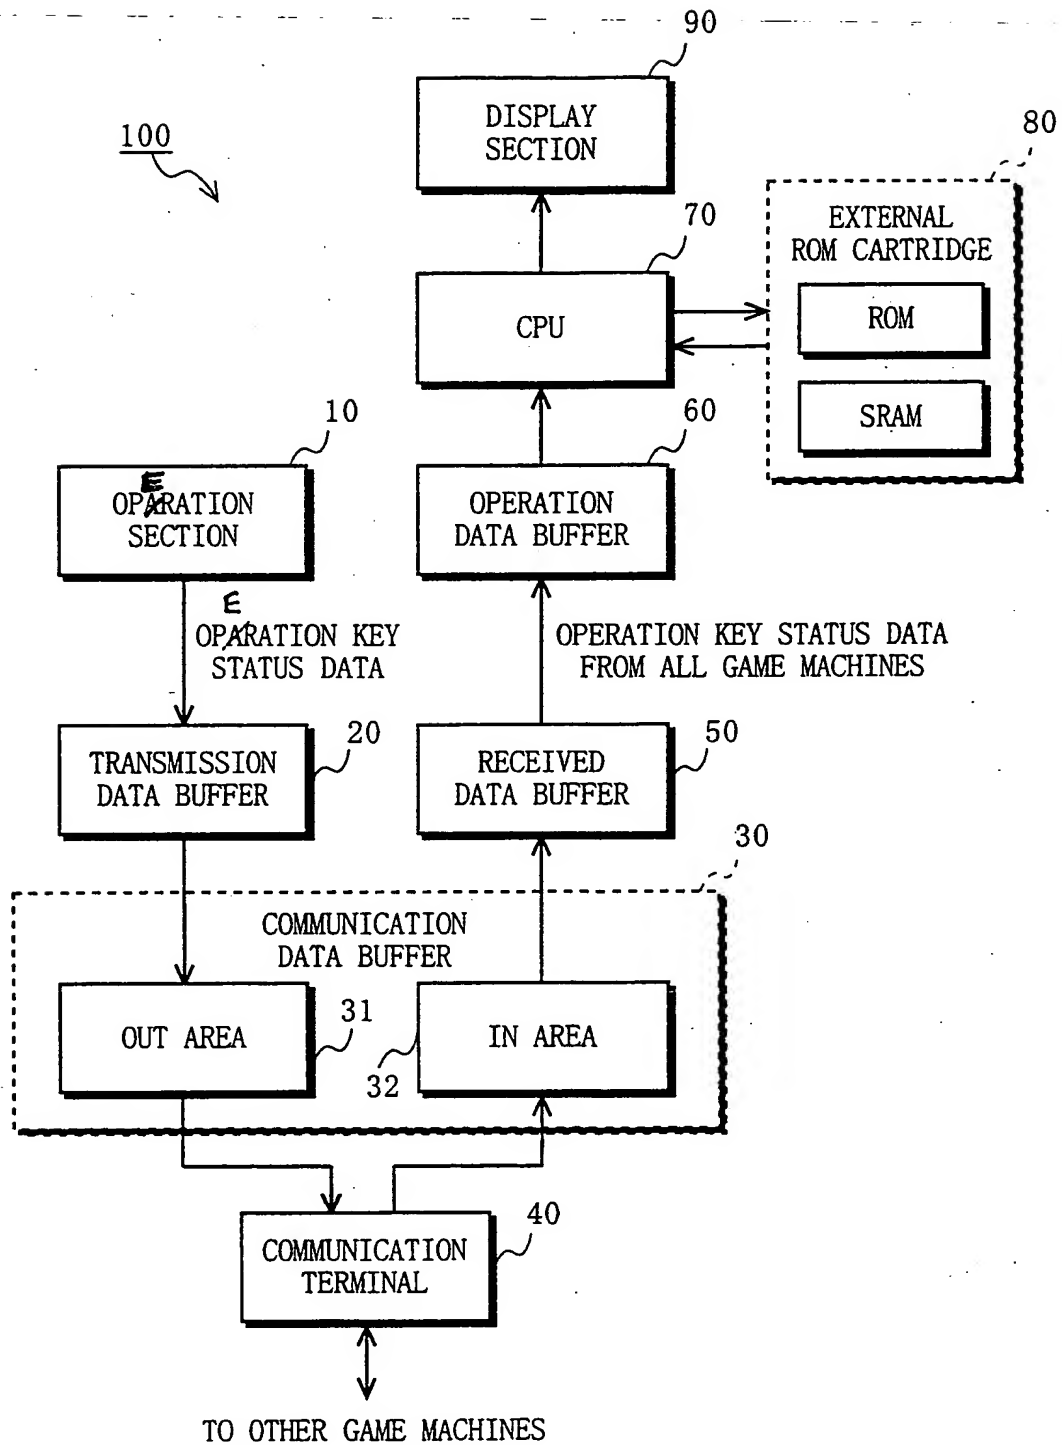 90
DISPLAY
SECTION
100
80
70
EXTERNAL
ROM CARTRIDGE
CPU
ROM
SRAM
10
60
E
OPARATION
SECTION
OPERATION
DATA BUFFER
E
OPARATION KEY
STATUS DATA
OPERATION KEY STATUS DATA
FROM ALL GAME MACHINES
20
50
TRANSMISSION
DATA BUFFER
RECEIVED
DATA BUFFER
30
COMMUNICATION
DATA BUFFER
OUT AREA
31
32
IN AREA
40
COMMUNICATION
TERMINAL
TO OTHER GAME MACHINES